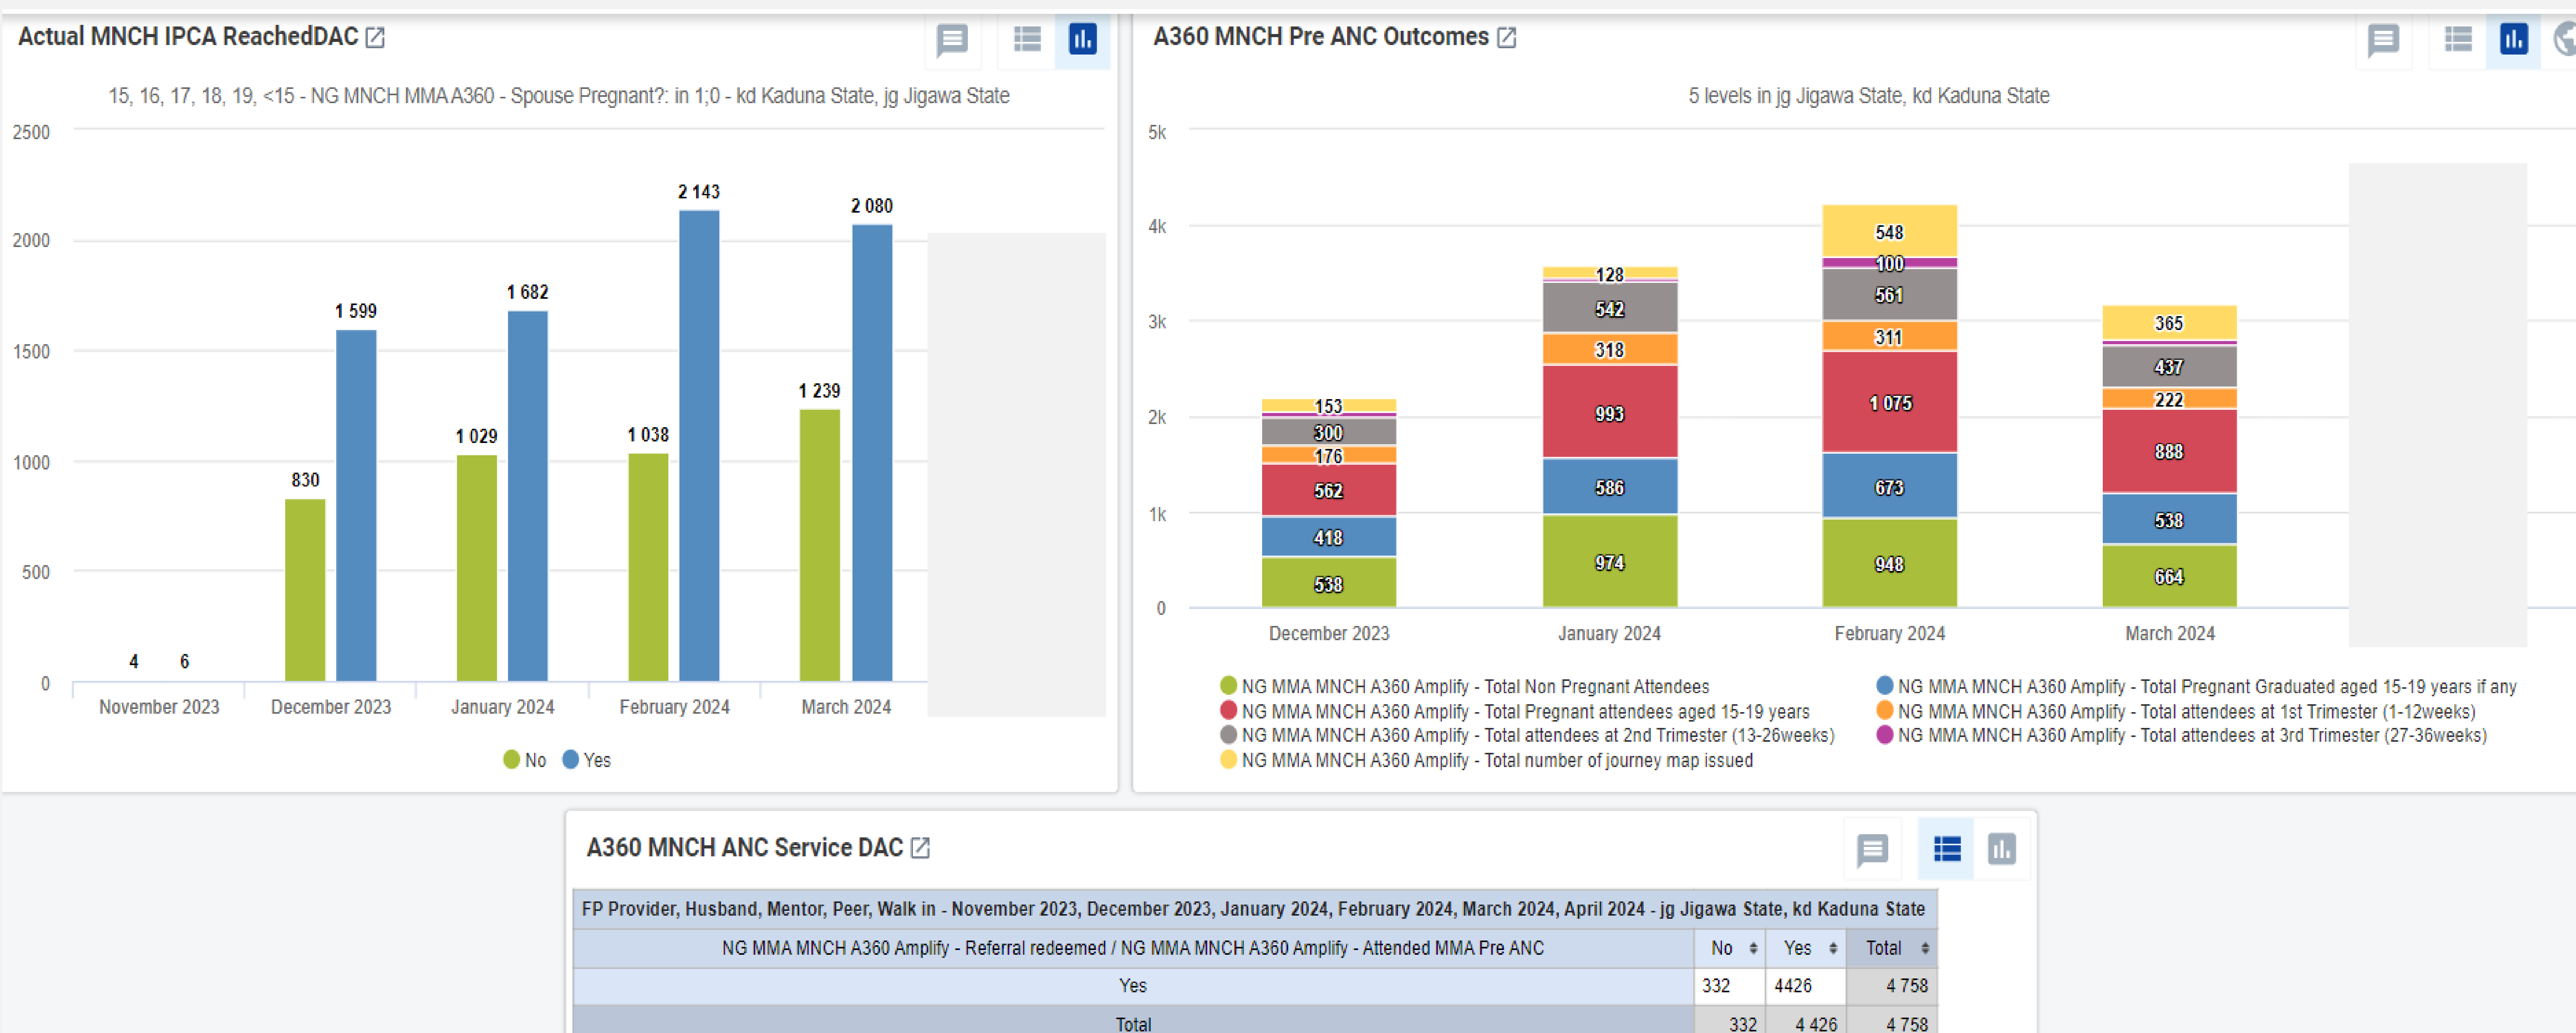 Actual MNCH IPCA ReachedDAC
15, 16, 17, 18, 19, <15 - NG MNCH MMA A360 - Spouse Pregnant?: in 1;0 - kd Kaduna State, jg Jigawa State
2500
2000
1500
1000
500
0
4
6
830
1 599
1 029
1 682
1 038
2 143
1 239
2 080
November 2023
December 2023
January 2024
February 2024
March 2024
No
Yes
A360 MNCH Pre ANC Outcomes
5 levels in jg Jigawa State, kd Kaduna State
5k
4k
3k
2k
1k
0
153
300
176
562
418
538
128
542
318
993
586
974
548
100
561
311
1 075
673
948
365
437
222
888
538
664
December 2023
January 2024
February 2024
March 2024
NG MMA MNCH A360 Amplify - Total Non Pregnant Attendees
NG MMA MNCH A360 Amplify - Total Pregnant Graduated aged 15-19 years if any
NG MMA MNCH A360 Amplify - Total Pregnant attendees aged 15-19 years
NG MMA MNCH A360 Amplify - Total attendees at 1st Trimester (1-12weeks)
NG MMA MNCH A360 Amplify - Total attendees at 2nd Trimester (13-26weeks)
NG MMA MNCH A360 Amplify - Total attendees at 3rd Trimester (27-36weeks)
NG MMA MNCH A360 Amplify - Total number of journey map issued
A360 MNCH ANC Service DAC
FP Provider, Husband, Mentor, Peer, Walk in - November 2023, December 2023, January 2024, February 2024, March 2024, April 2024 - jg Jigawa State, kd Kaduna State
NG MMA MNCH A360 Amplify - Referral redeemed / NG MMA MNCH A360 Amplify - Attended MMA Pre ANC No Yes Total
Yes 332 4426 4 758
Total 332 4 426 4 758